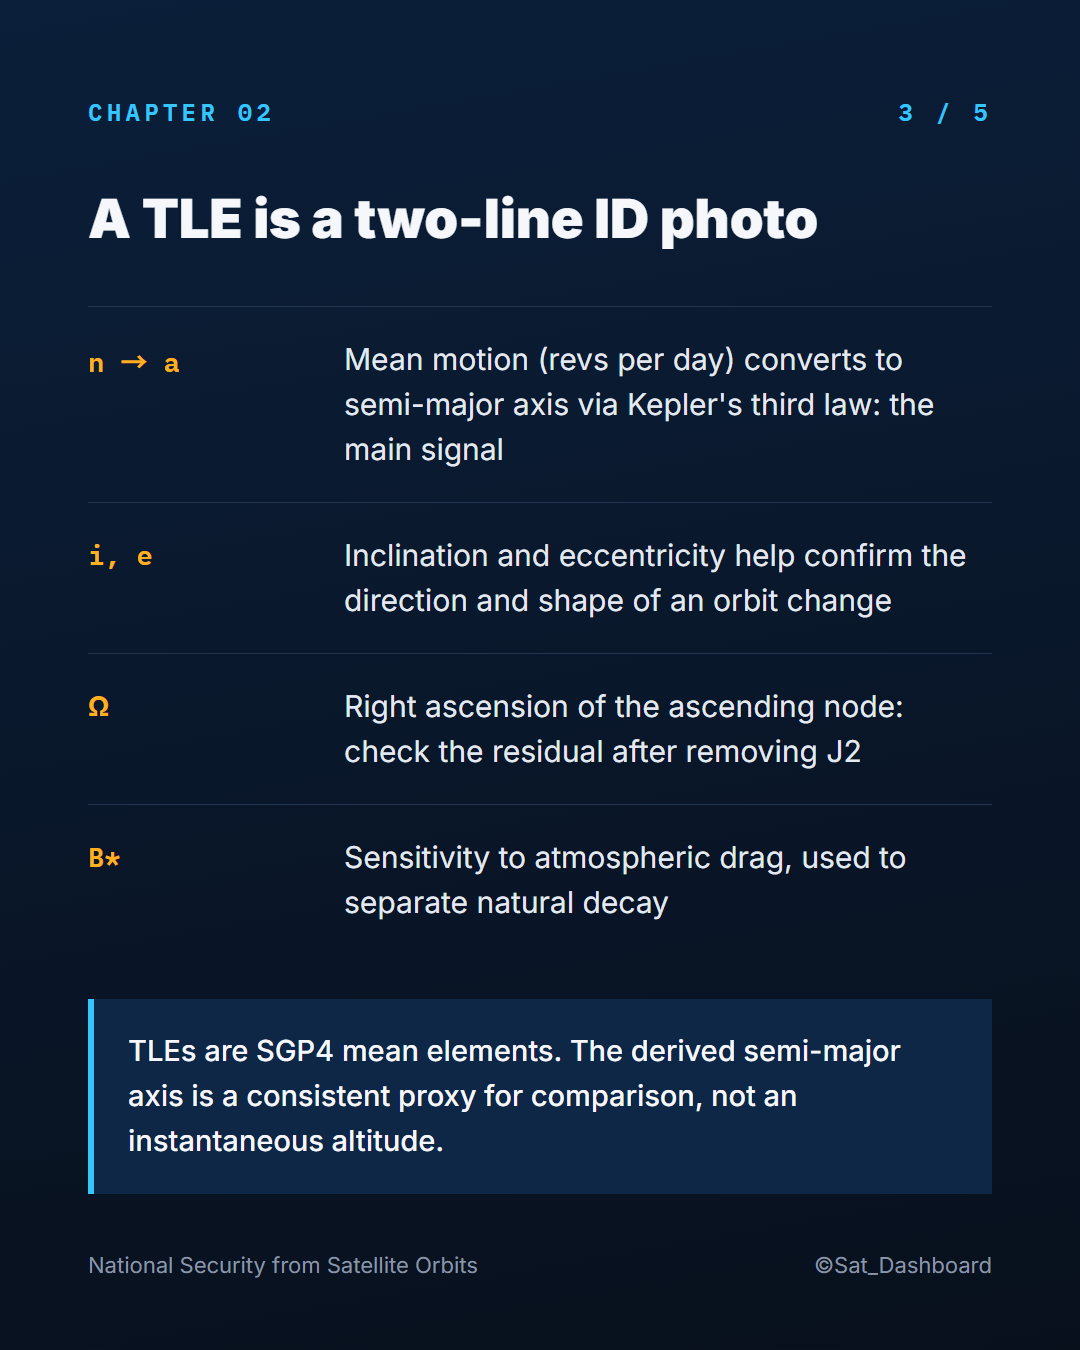 CHAPTER 02
3 / 5
A TLE is a two-line ID photo
n → a
Mean motion (revs per day) converts to
semi-major axis via Kepler's third law: the
main signal
i, e
Inclination and eccentricity help confirm the
direction and shape of an orbit change
Ω
Right ascension of the ascending node:
check the residual after removing J2
B*
Sensitivity to atmospheric drag, used to
separate natural decay
TLEs are SGP4 mean elements. The derived semi-major
axis is a consistent proxy for comparison, not an
instantaneous altitude.
National Security from Satellite Orbits
©Sat_Dashboard